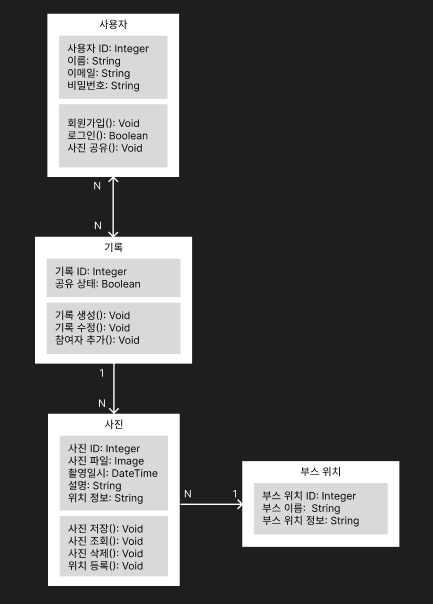 사용자
사용자 ID: Integer
이름: String
이메일: String
비밀번호: String
회원가입(): Void
로그인(): Boolean
사진 공유(): Void
N
N
기록
기록 ID: Integer
공유 상태: Boolean
기록 생성(): Void
기록 수정(): Void
참여자 추가(): Void
1
N
사진
사진 ID: Integer
사진 파일: Image
촬영일시: DateTime
설명: String
위치 정보: String
사진 저장(): Void
사진 조회(): Void
사진 삭제(): Void
위치 등록(): Void
N
1
부스 위치
부스 위치 ID: Integer
부스 이름: String
부스 위치 정보: String